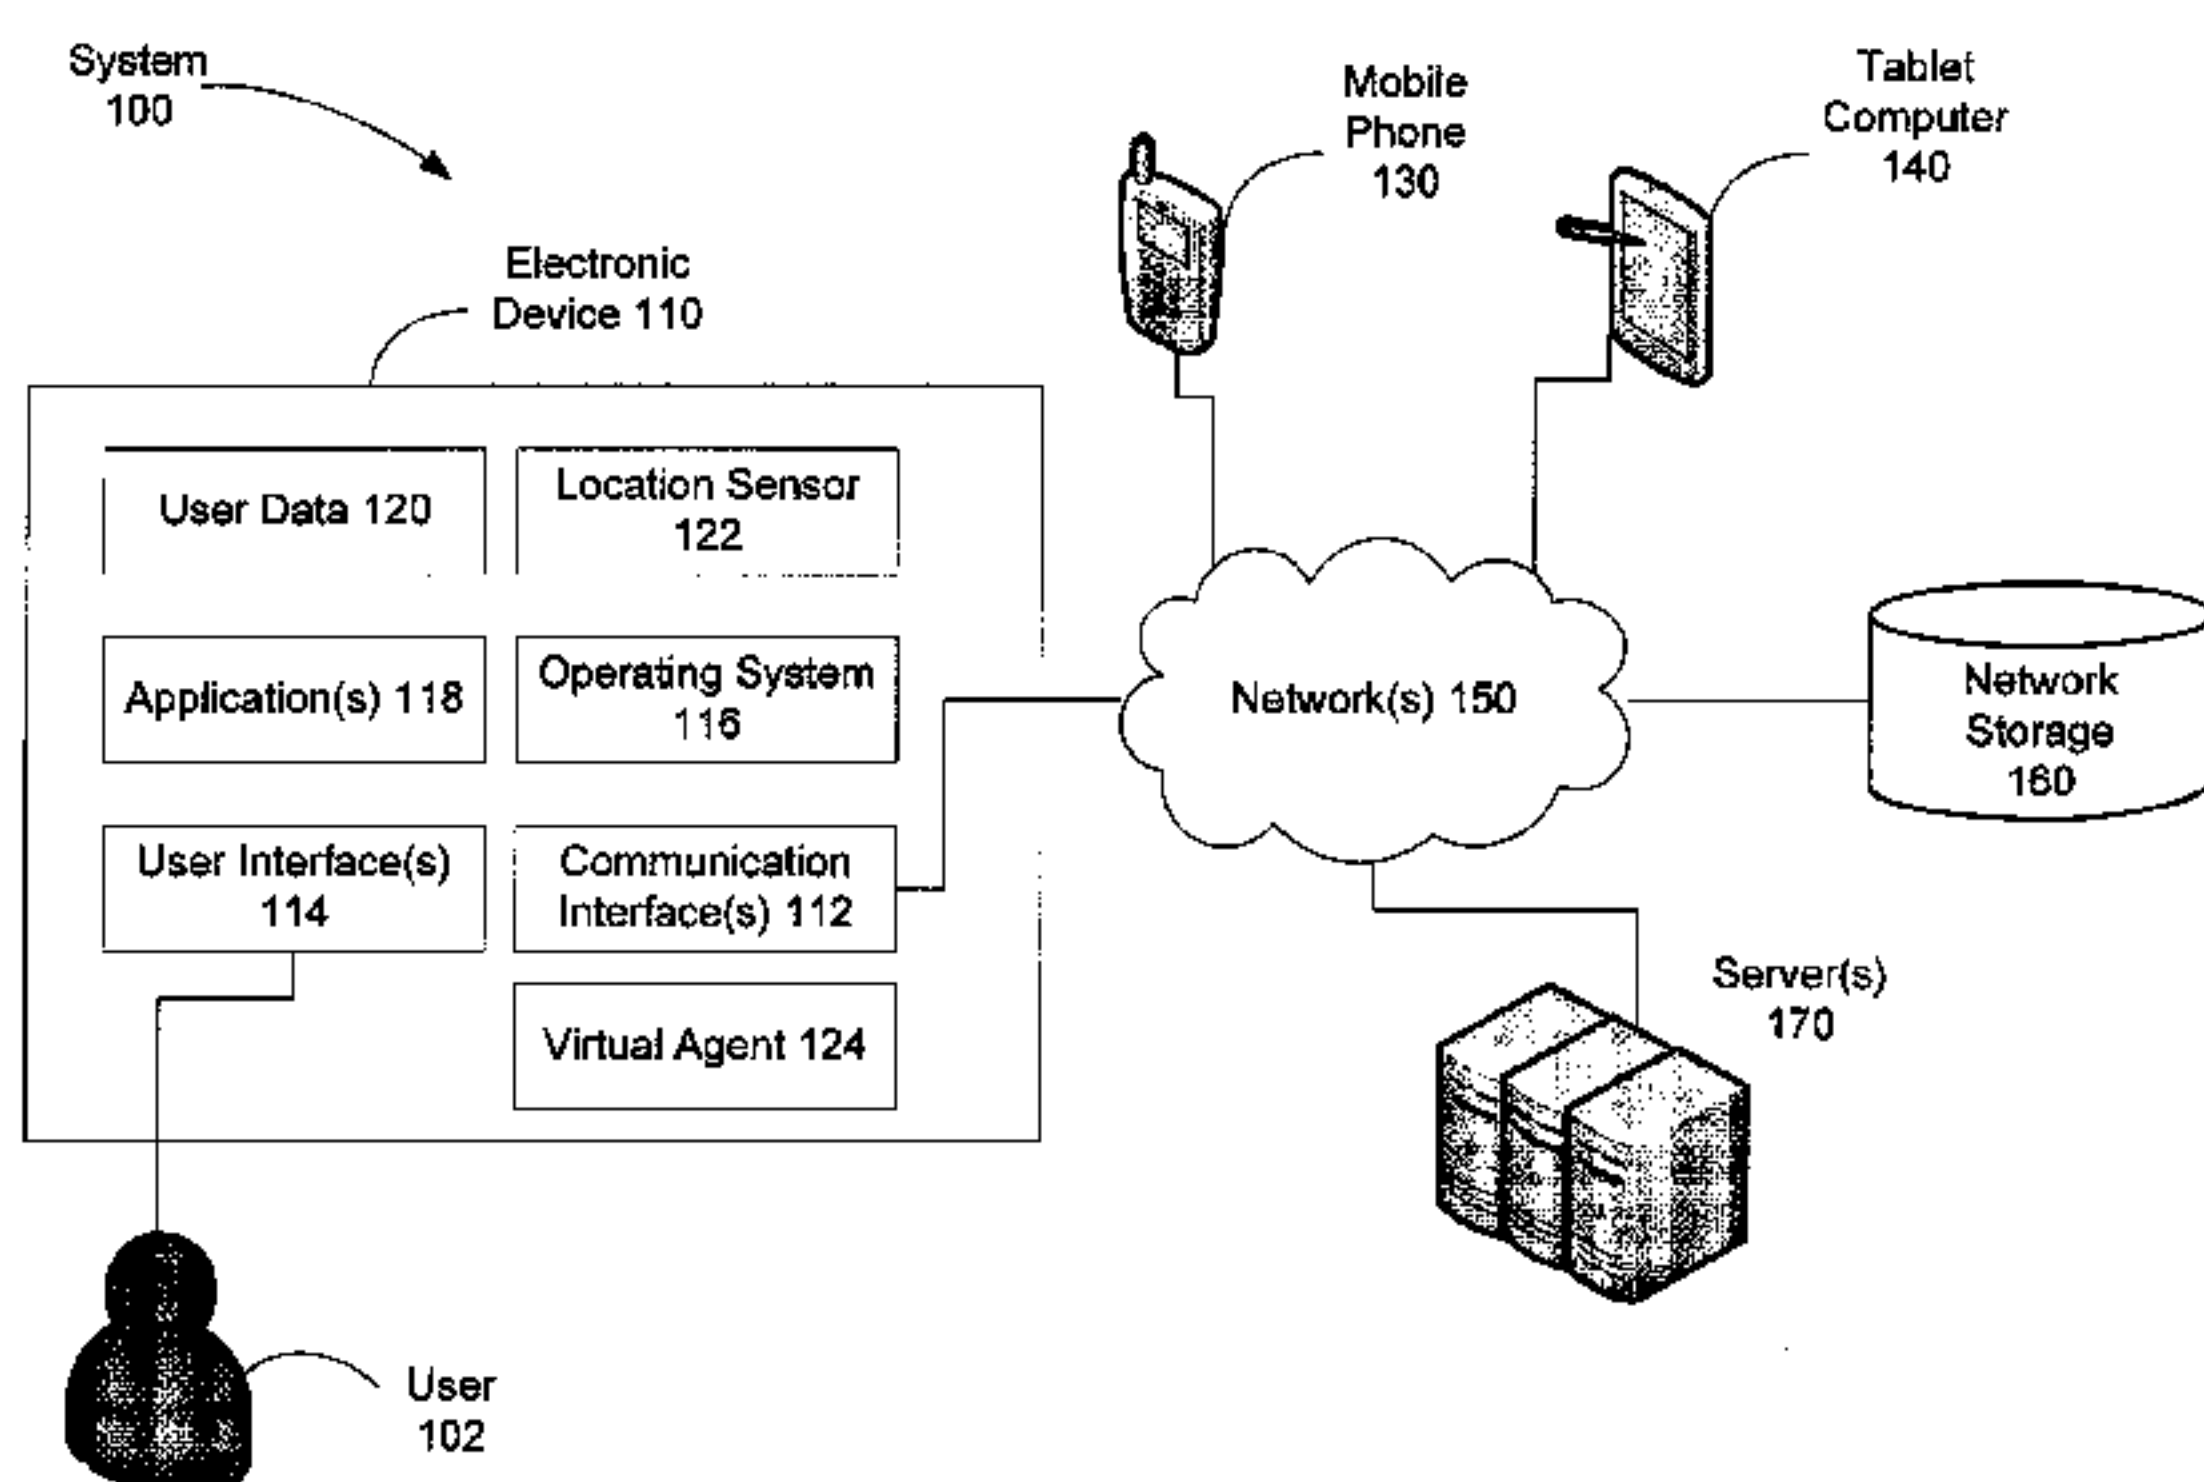 System
100
Mobile
Phone
130
Tablet
Computer
140
Electronic
Device 110
User Data 120
Location Sensor
122
Application(s) 118
Operating System
116
User Interface(s)
114
Communication
Interface(s) 112
Virtual Agent 124
Network(s) 150
Network
Storage
160
Server(s)
170
User
102